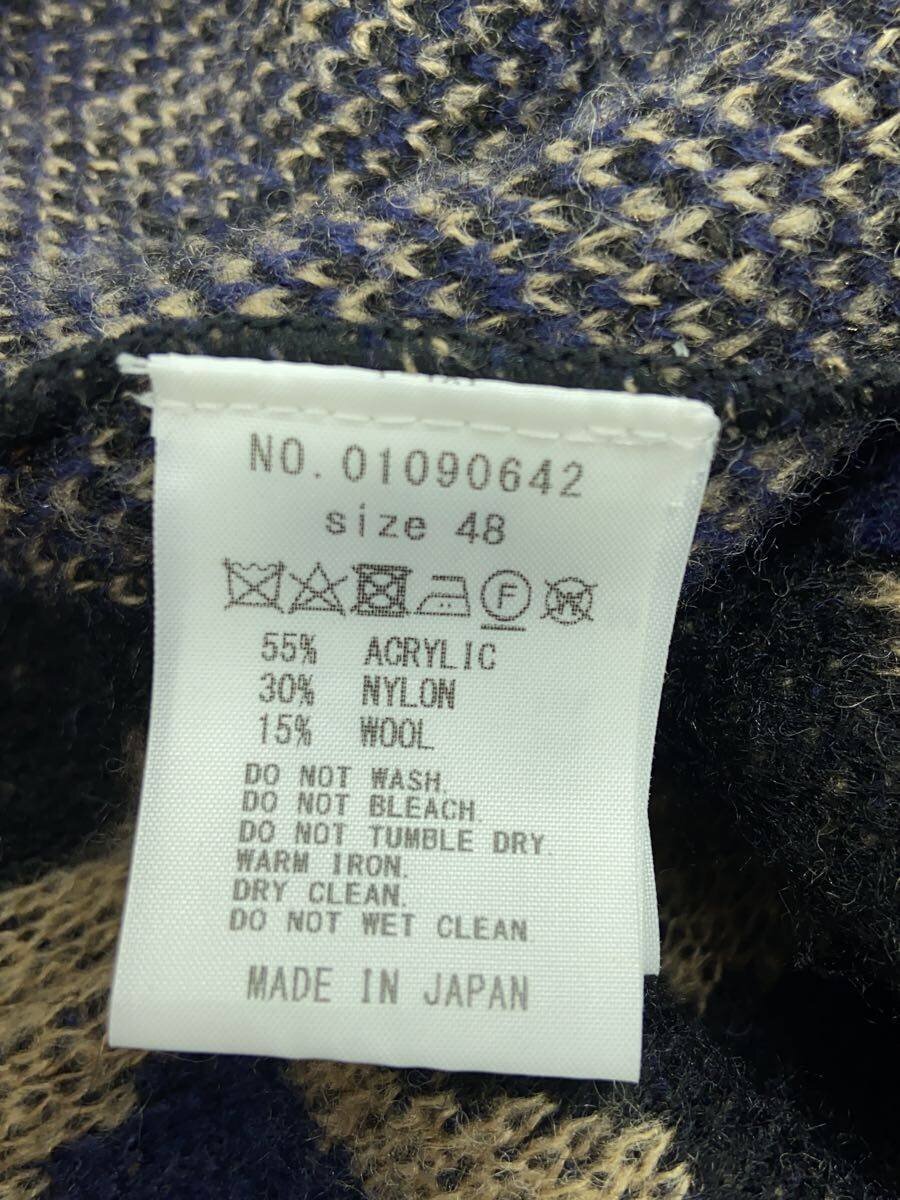 NO. 01090642
size 48
F W
55% ACRYLIC
30% NYLON
15% WOOL
DO NOT WASH.
DO NOT BLEACH.
DO NOT TUMBLE DRY.
WARM IRON.
DRY CLEAN.
DO NOT WET CLEAN.
MADE IN JAPAN